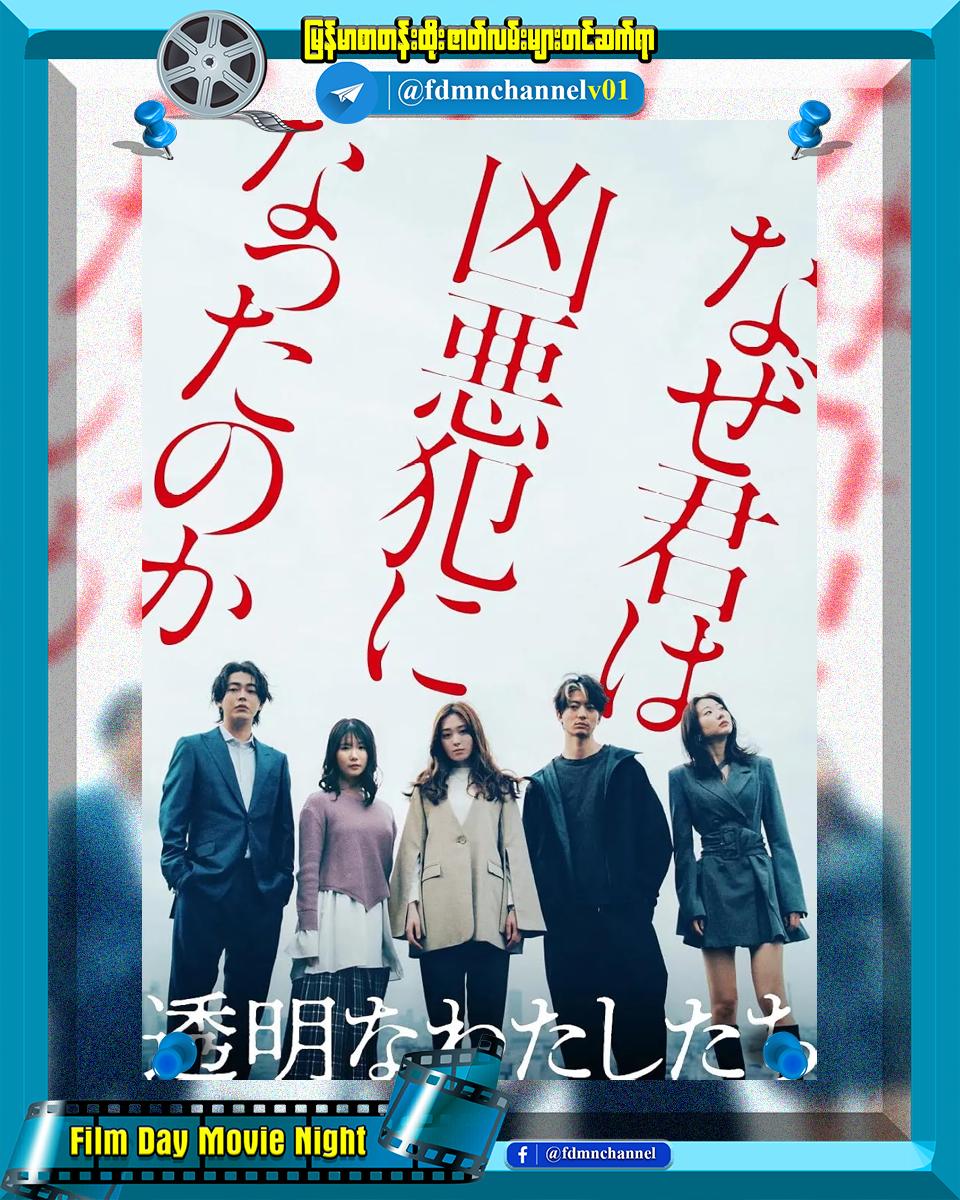 မြန်မာစာတန်းထိုးဇာတ်လမ်းများတင်ဆက်ရာ
@fdmnchannelv01
なぜ君は
凶悪犯に
なったのか
透明なわたしたち
Film Day Movie Night
@fdmnchannel